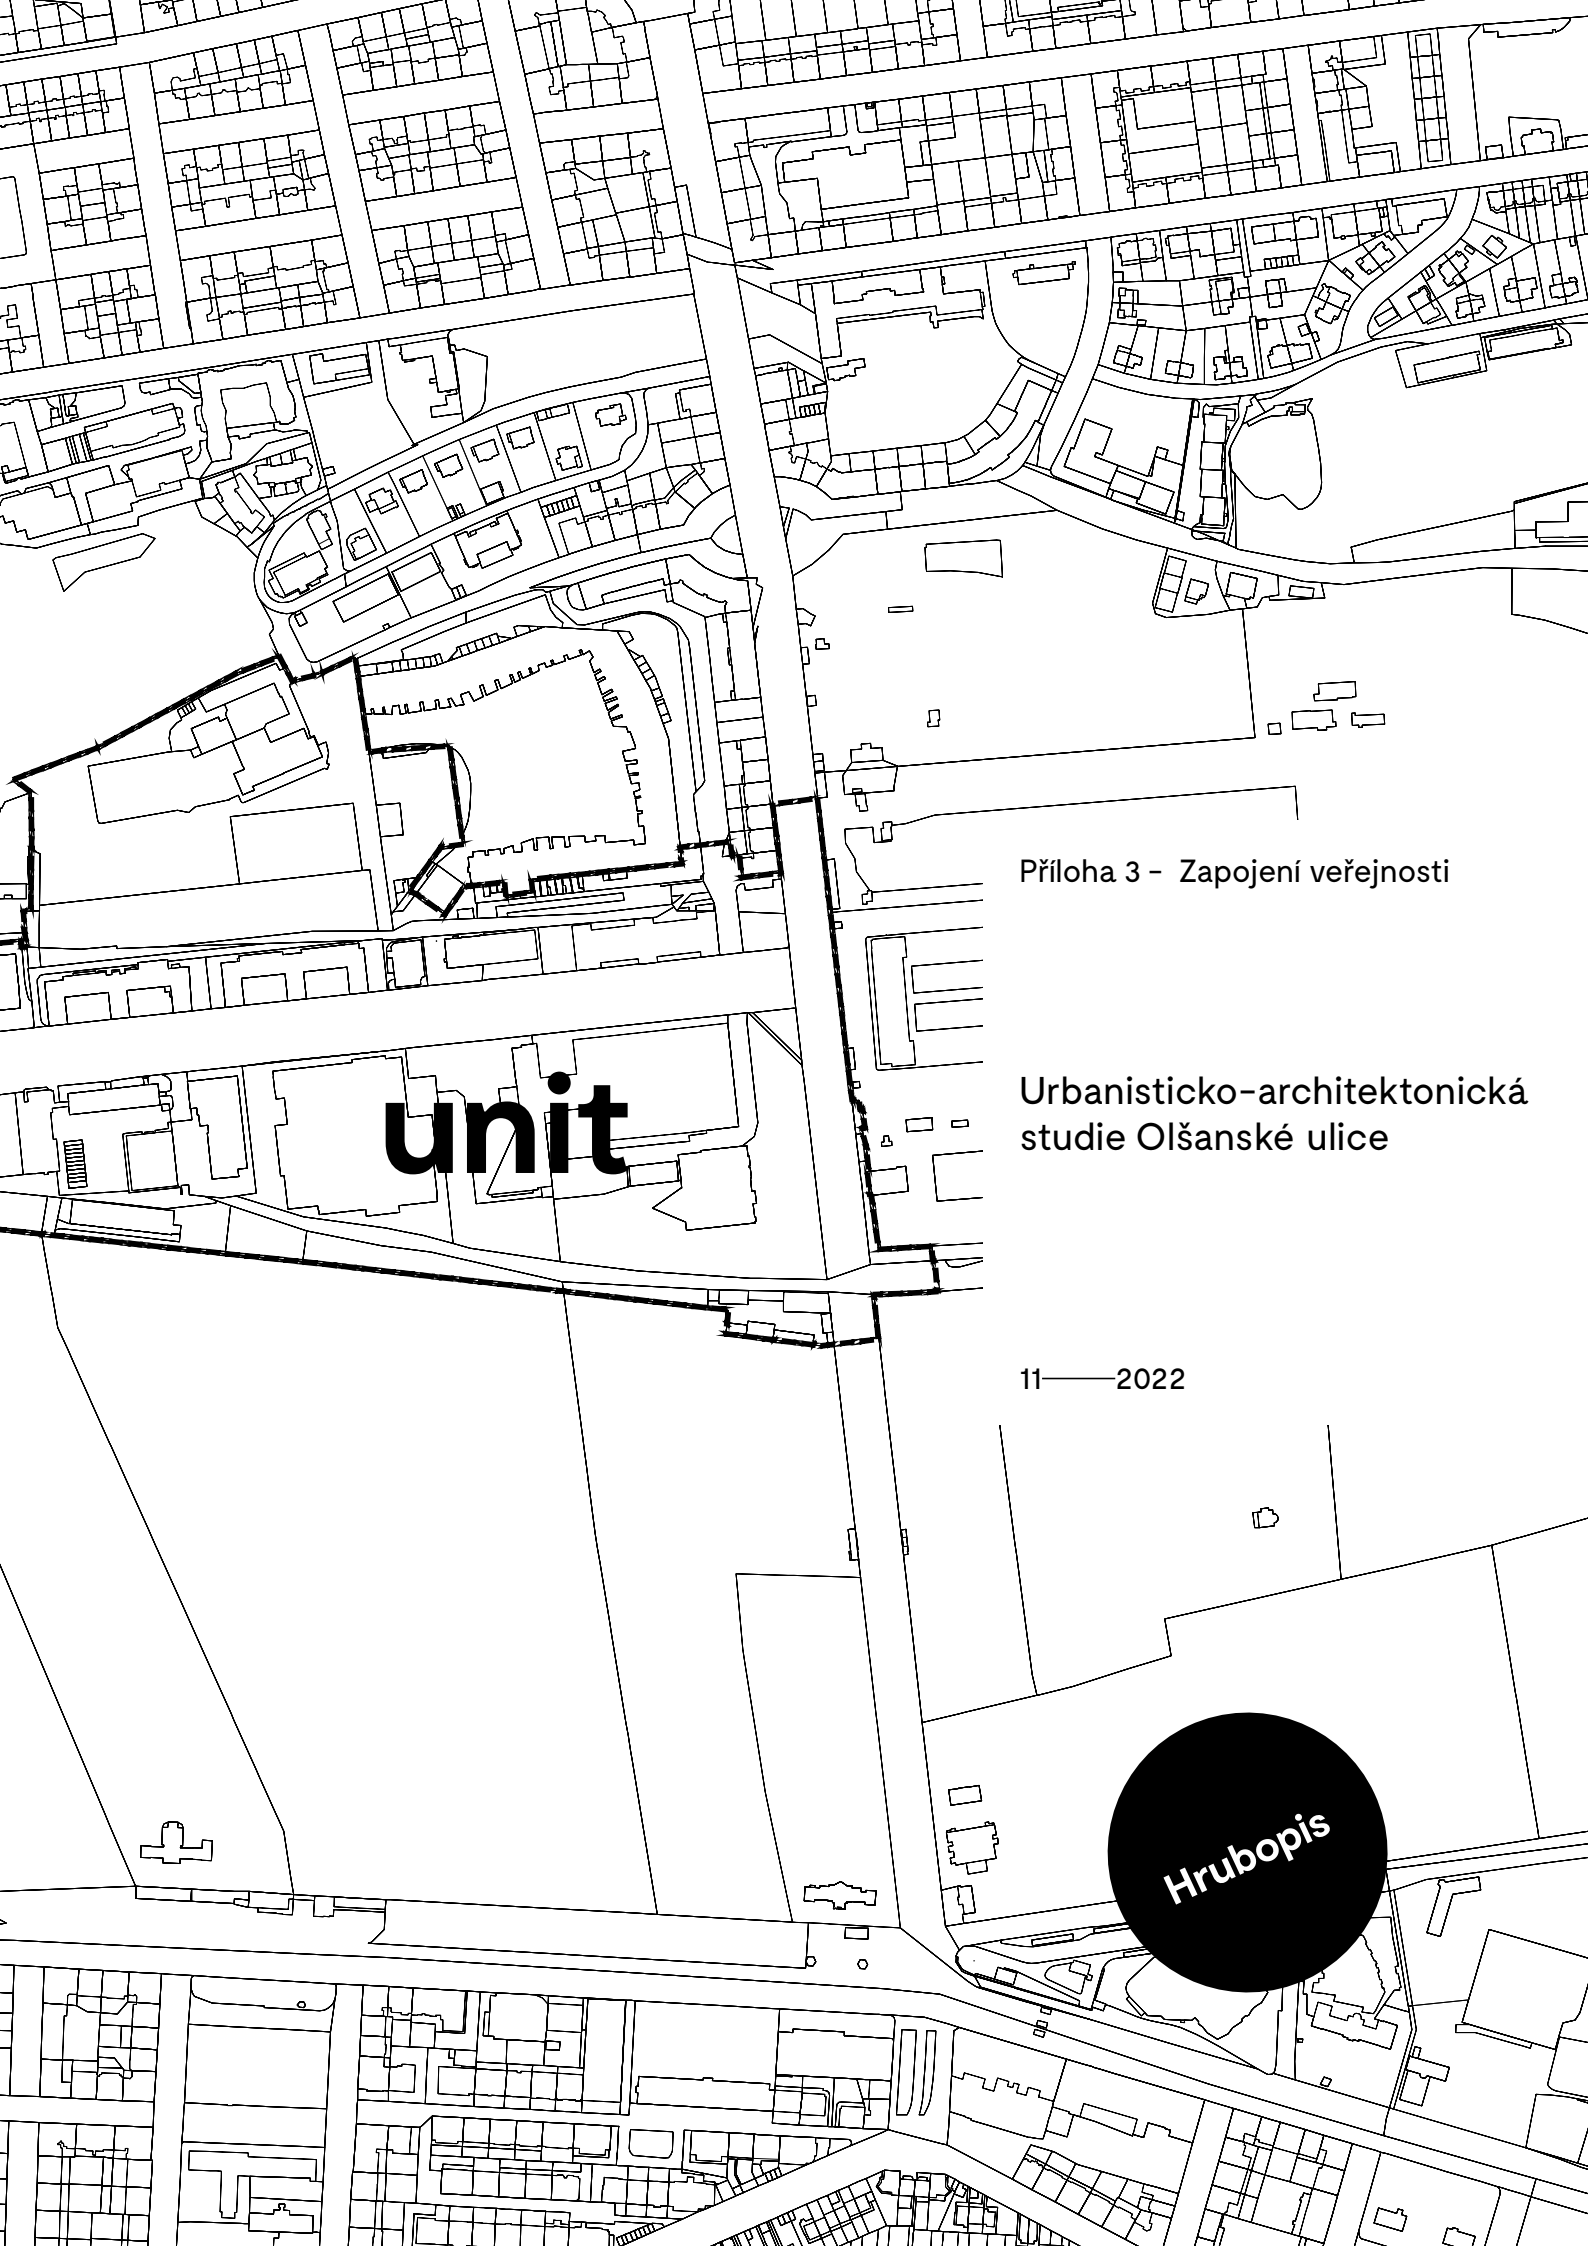 Příloha 3 - Zapojení veřejnosti
unit
Urbanisticko-architektonická
studie Olšanské ulice
11——2022
Hrubopis